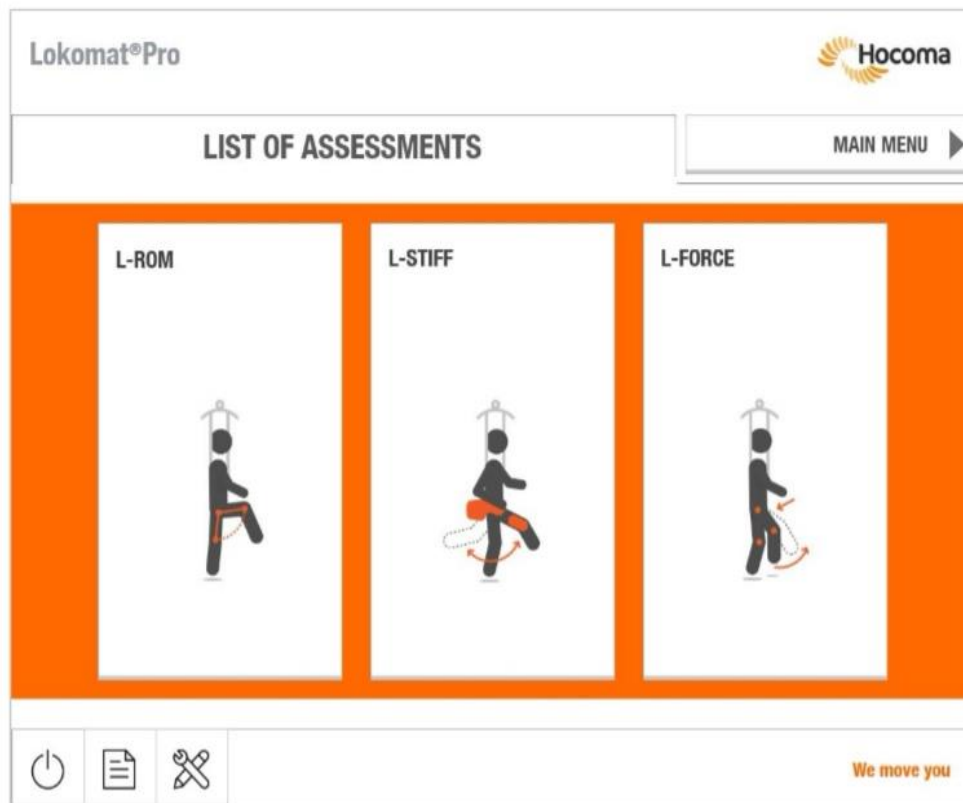 Lokomat®Pro
Hocoma
LIST OF ASSESSMENTS
MAIN MENU
L-ROM
L-STIFF
L-FORCE
We move you